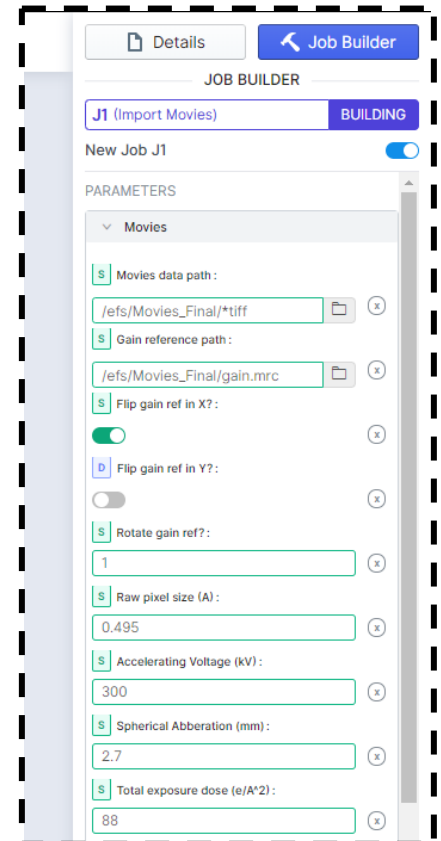 Details
Job Builder
JOB BUILDER
J1 (Import Movies)
BUILDING
New Job J1
PARAMETERS
Movies
S Movies data path :
/efs/Movies_Final/*tiff
S Gain reference path :
/efs/Movies_Final/gain.mrc
S Flip gain ref in X? :
D Flip gain ref in Y? :
S Rotate gain ref? :
1
S Raw pixel size (A) :
0.495
S Accelerating Voltage (kV) :
300
S Spherical Abberation (mm) :
2.7
S Total exposure dose (e/A^2) :
88